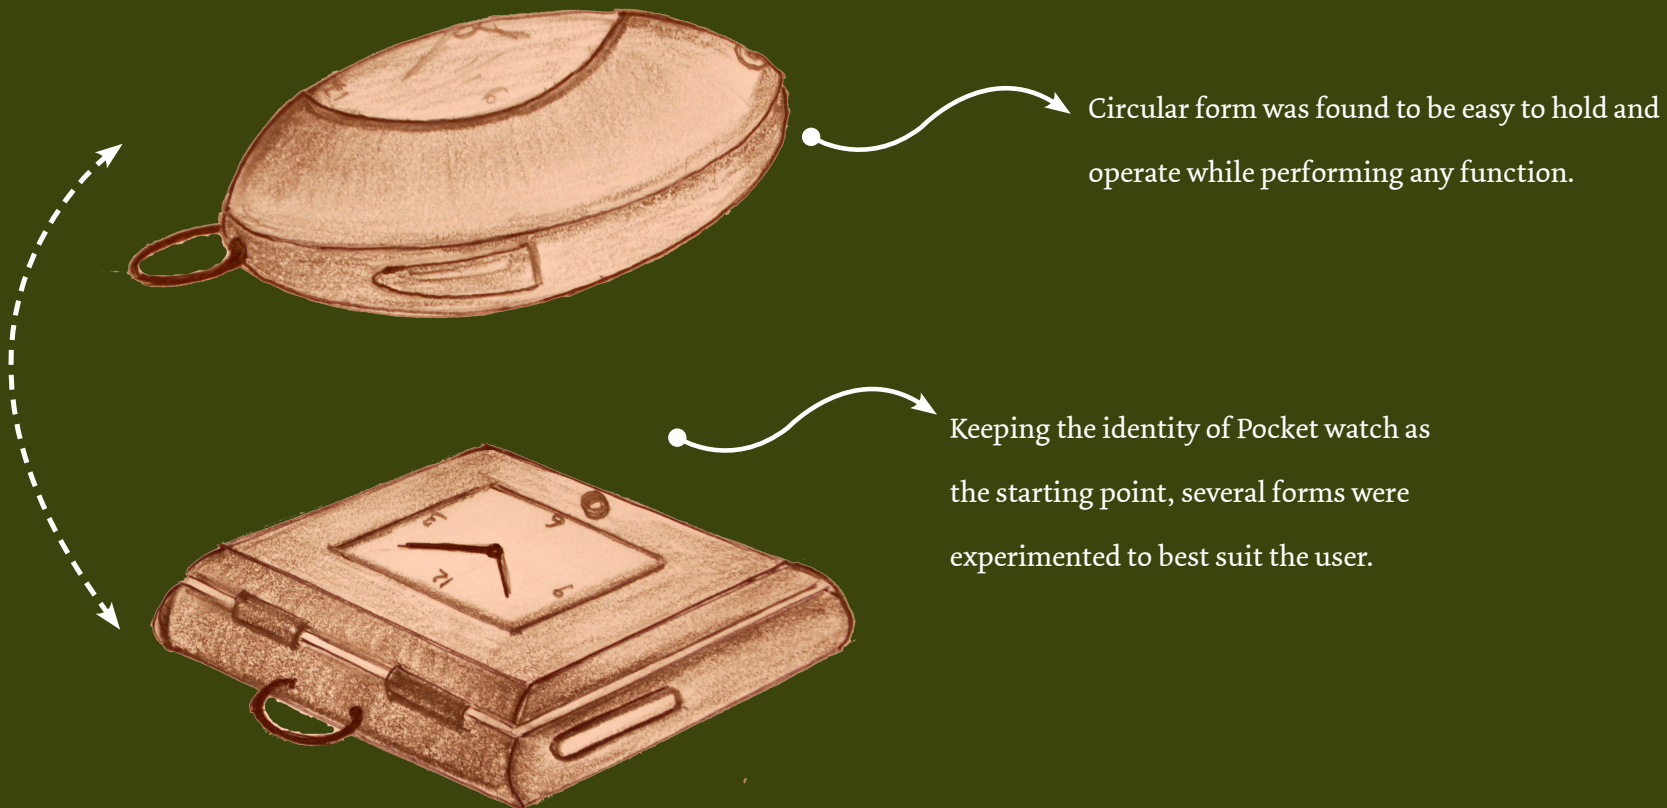 Circular form was found to be easy to hold and
operate while performing any function.
Keeping the identity of Pocket watch as
the starting point, several forms were
experimented to best suit the user.
12